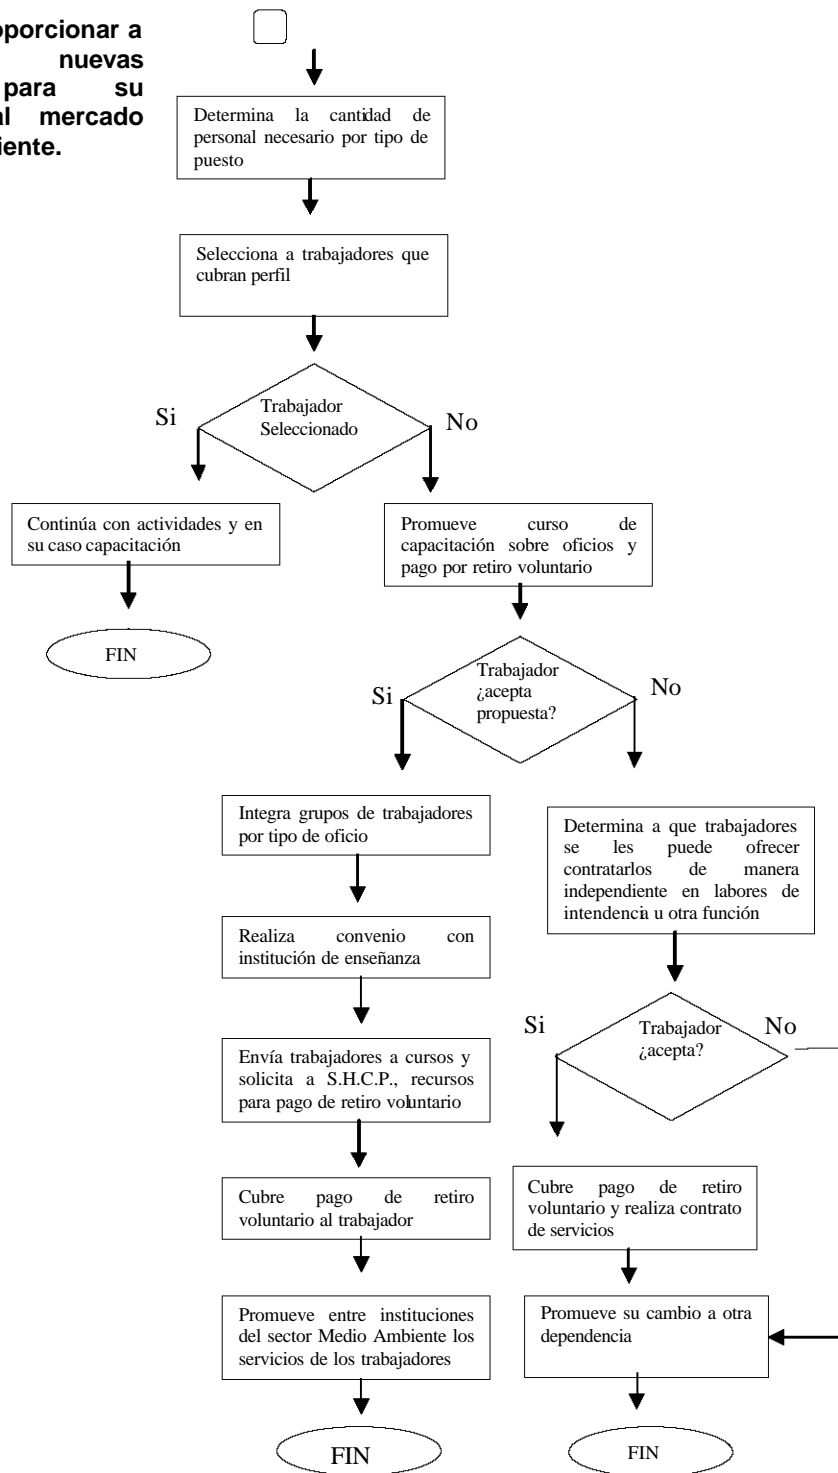 nuevas
para su
mercado
Determina la cantidad de
personal necesario por tipo de
puesto
Selecciona a trabajadores que
cubran perfil
Trabajador
Seleccionado
Si
No
Continúa con actividades y en
su caso capacitación
Promueve curso de
capacitación sobre oficios y
pago por retiro voluntario
FIN
Trabajador
¿acepta
propuesta?
Si
No
Integra grupos de trabajadores
por tipo de oficio
Determina a que trabajadores
se les puede ofrecer
contratarlos de manera
independiente en labores de
intendencia u otra función
Realiza convenio con
institución de enseñanza
Trabajador
¿acepta?
Si
No
Envía trabajadores a cursos y
solicita a S.H.C.P., recursos
para pago de retiro voluntario
Cubre pago de retiro
voluntario al trabajador
Cubre pago de retiro
voluntario y realiza contrato
de servicios
Promueve entre instituciones
del sector Medio Ambiente los
servicios de los trabajadores
Promueve su cambio a otra
dependencia
FIN
FIN